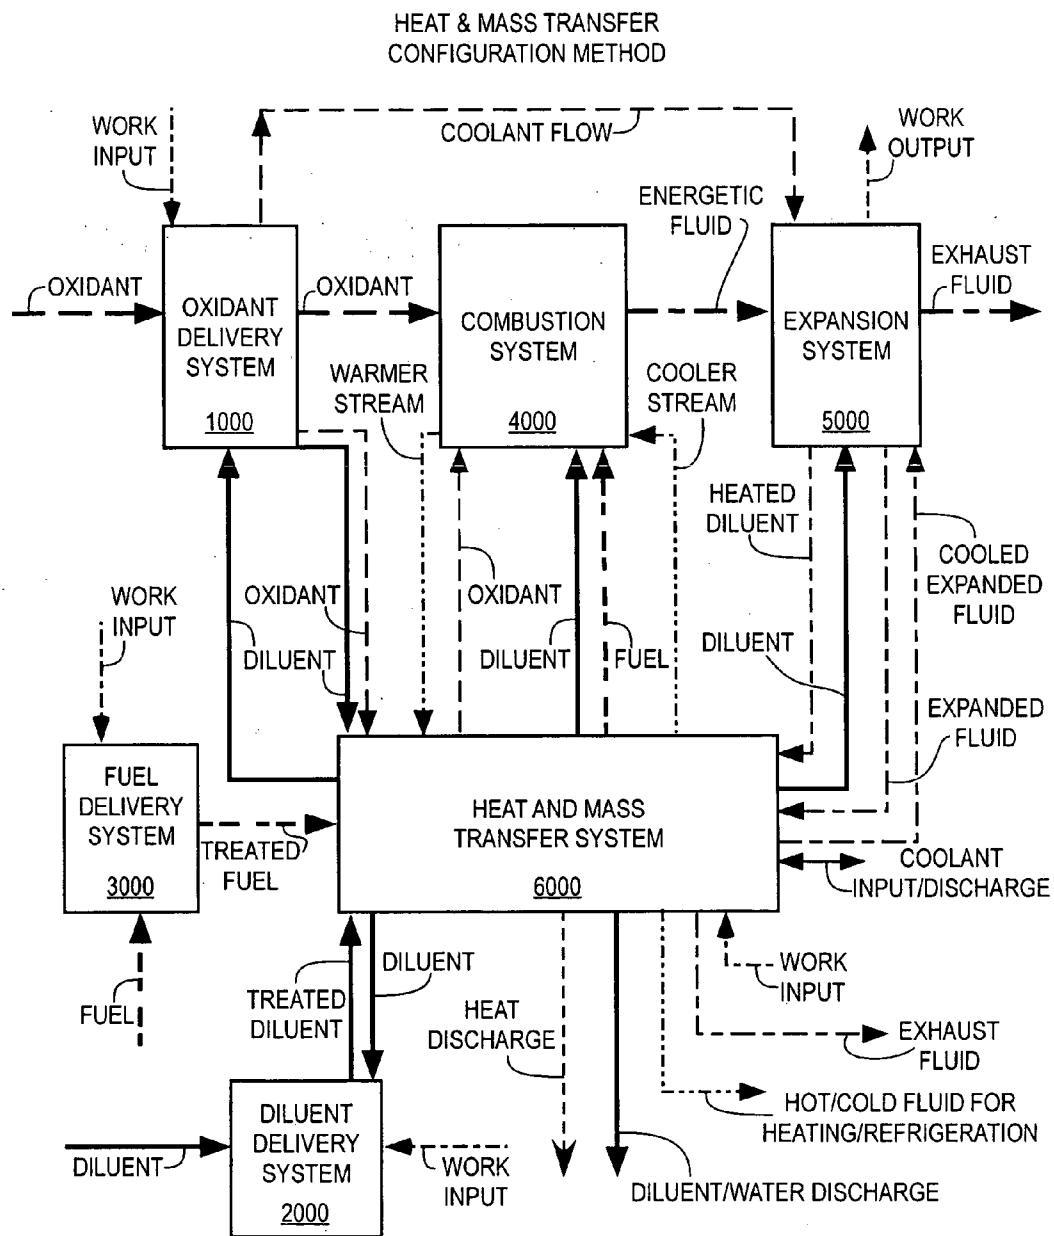 HEAT & MASS TRANSFER
CONFIGURATION METHOD
WORK
INPUT
COOLANT FLOW
WORK
OUTPUT
ENERGETIC
FLUID
OXIDANT
OXIDANT
DELIVERY
SYSTEM
1000
OXIDANT
COMBUSTION
SYSTEM
4000
EXPANSION
SYSTEM
5000
EXHAUST
FLUID
WARMER
STREAM
COOLER
STREAM
HEATED
DILUENT
COOLED
EXPANDED
FLUID
WORK
INPUT
OXIDANT
DILUENT
OXIDANT
DILUENT
FUEL
DILUENT
EXPANDED
FLUID
FUEL
DELIVERY
SYSTEM
3000
TREATED
FUEL
HEAT AND MASS
TRANSFER SYSTEM
6000
COOLANT
INPUT/DISCHARGE
FUEL
TREATED
DILUENT
DILUENT
HEAT
DISCHARGE
WORK
INPUT
EXHAUST
FLUID
HOT/COLD FLUID FOR
HEATING/REFRIGERATION
DILUENT
DILUENT
DELIVERY
SYSTEM
2000
WORK
INPUT
DILUENT/WATER DISCHARGE